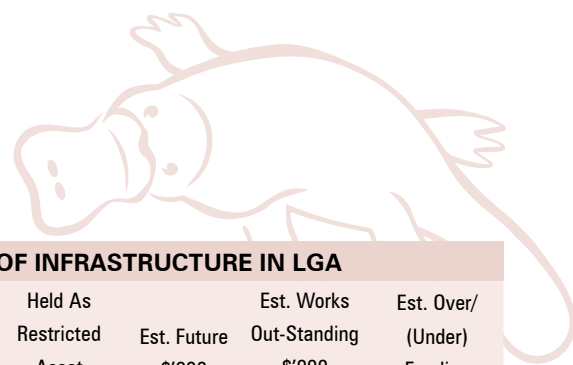 OF INFRASTRUCTURE IN LGA
Held As Est. Works Est. Over/
Restricted Est. Future Out-Standing (Under)
Asset $'000 $'000